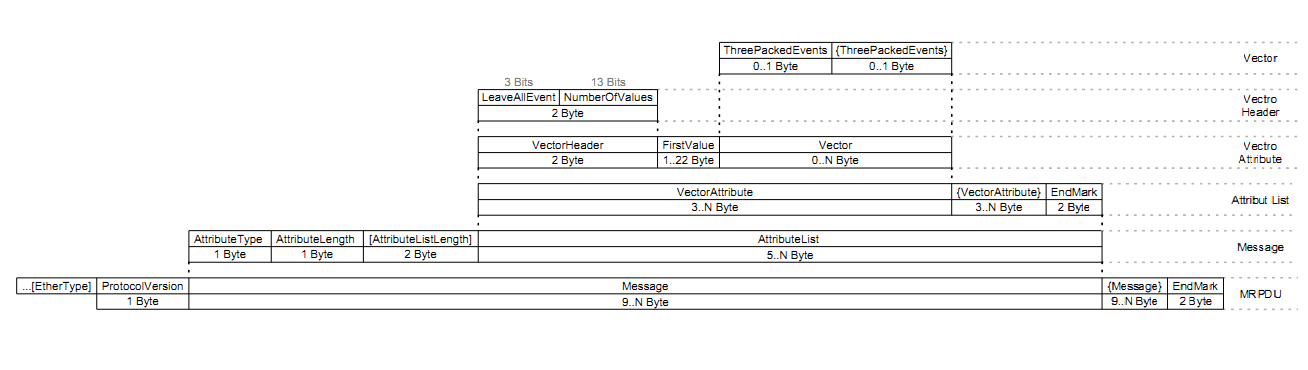 ThreePackedEvents {ThreePackedEvents}
0..1 Byte 0..1 Byte
Vector
3 Bits 13 Bits
LeaveAllEvent NumberOfValues
2 Byte
Vectro
Header
VectorHeader FirstValue Vector
2 Byte 1..22 Byte 0..N Byte
Vectro
Attribute
VectorAttribute {VectorAttribute} EndMark
3..N Byte 3..N Byte 2 Byte
Attribut List
AttributeType AttributeLength [AttributeListLength] AttributeList
1 Byte 1 Byte 2 Byte 5..N Byte
Message
...[EtherType] ProtocolVersion Message {Message} EndMark
1 Byte 9..N Byte 9..N Byte 2 Byte
MRPDU